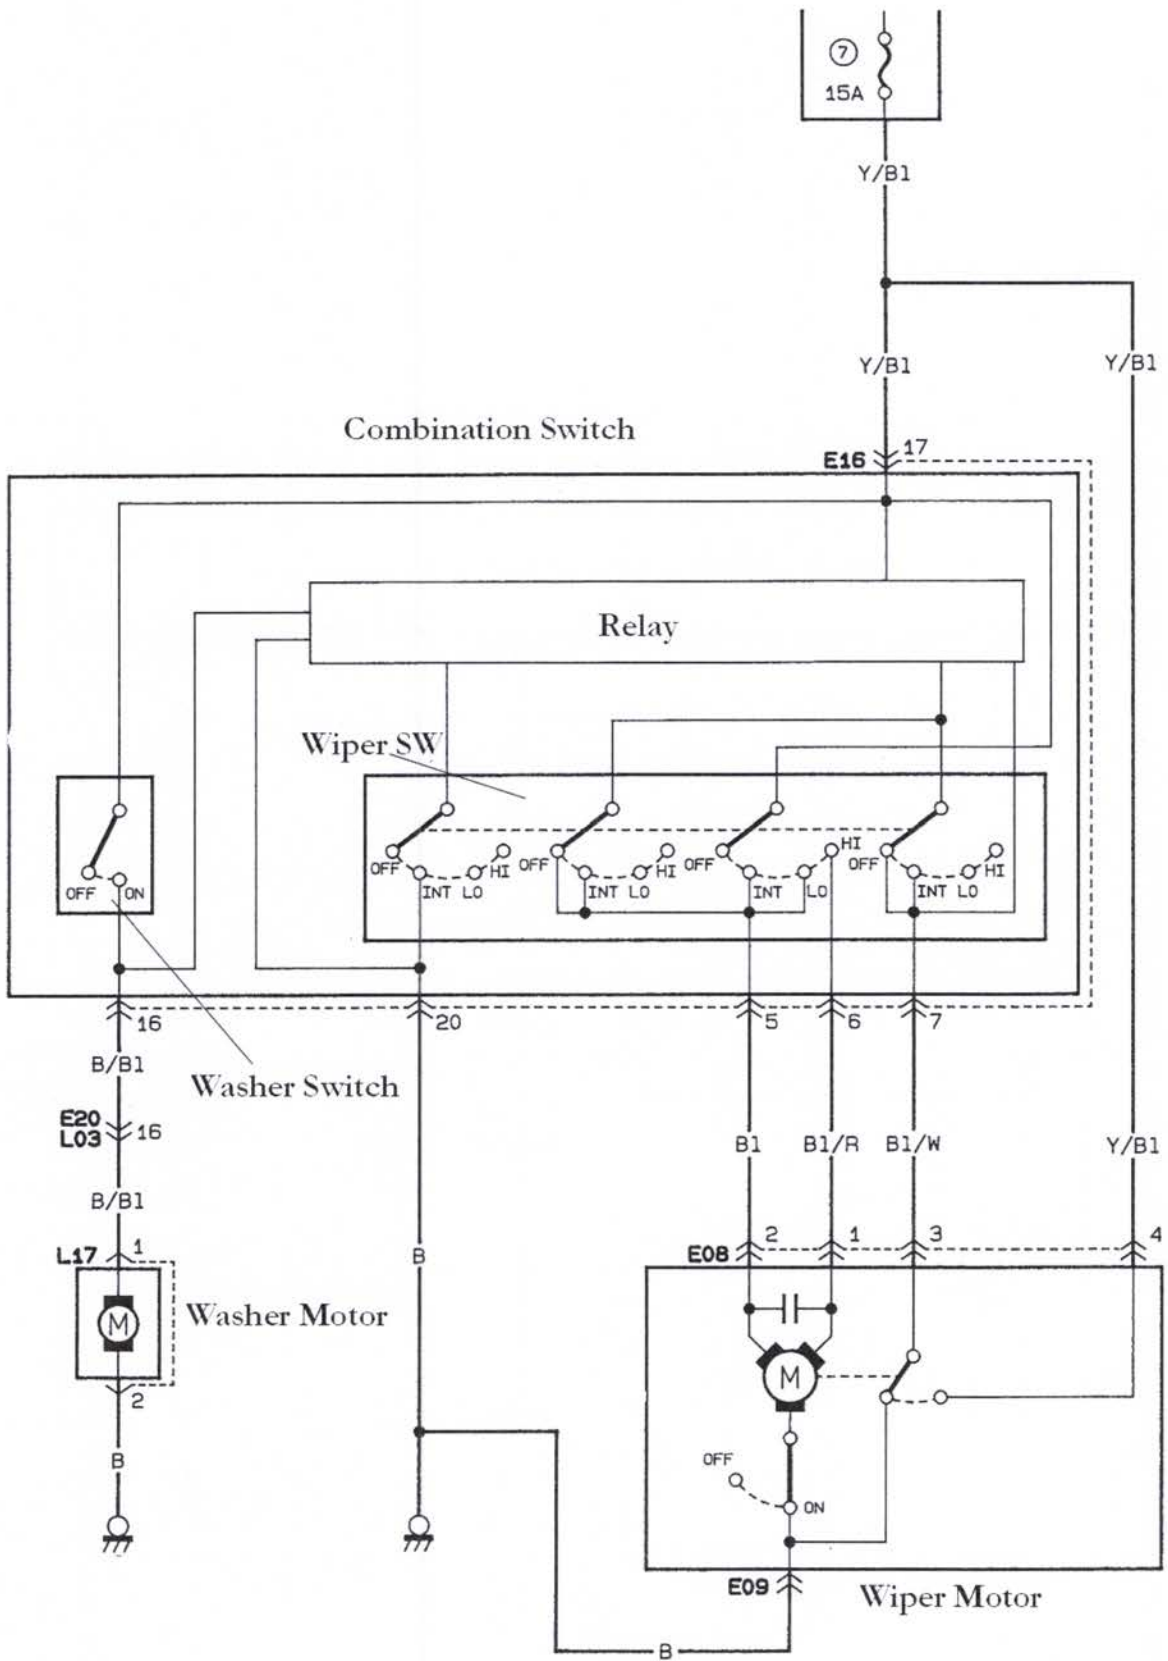 7
15A
Y/Bl
Y/Bl Y/Bl
Combination Switch
E16 17
Relay
Wiper SW
OFF INT LO HI OFF INT LO HI OFF INT LO HI OFF INT LO HI
OFF ON
16 20 5 6 7
B/Bl
Washer Switch
E20
L03 16
Bl Bl/R Bl/W Y/Bl
B/Bl
L17 1
B
E08 2 1 3 4
M
Washer Motor
M
2
B
OFF
ON
E09
Wiper Motor
B